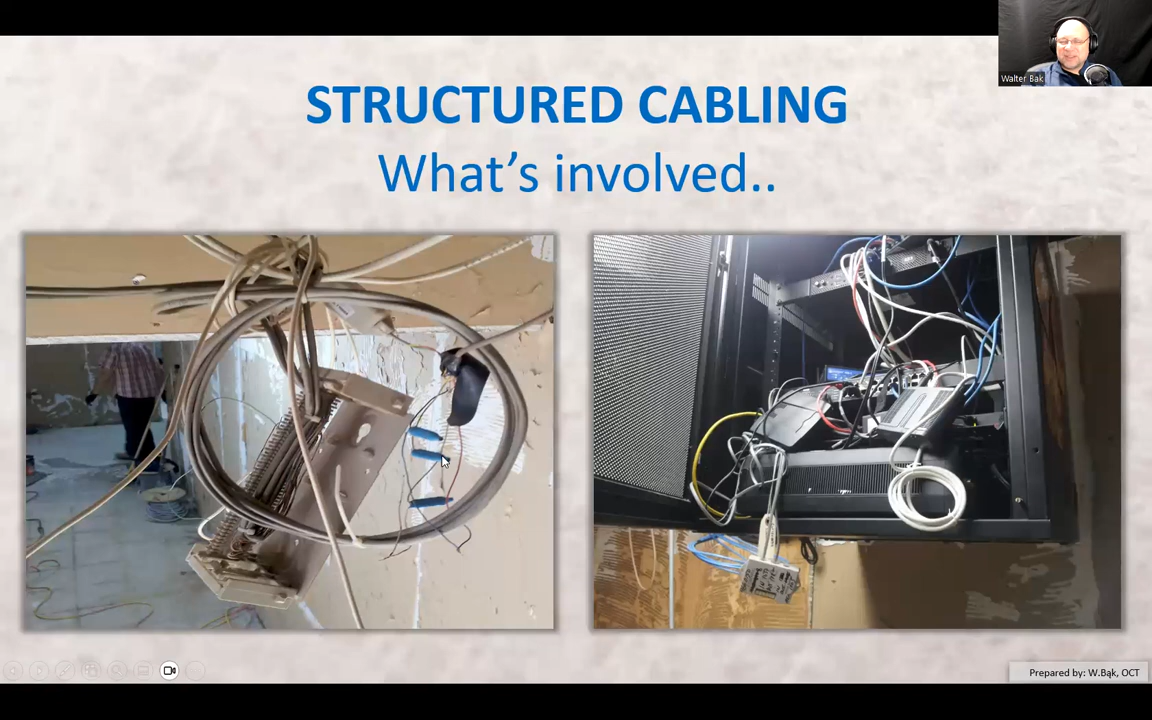 Walter Bak
STRUCTURED CABLING
What's involved..
Prepared by: W.Bąk, OCT